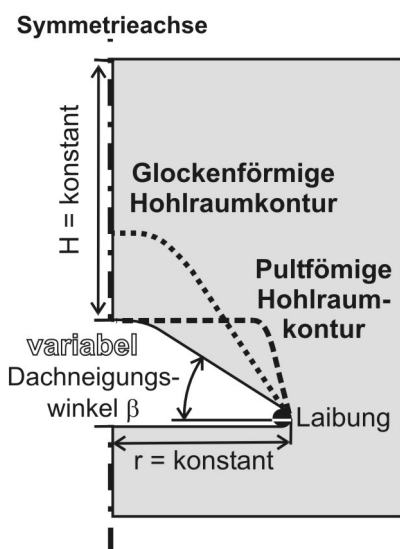 Symmetrieachse
H = konstant
Glockenförmige
Hohlraumkontur
Pultfömige
Hohlraum-
kontur
variabel
Dachneigungs-
winkel β
Laibung
r = konstant